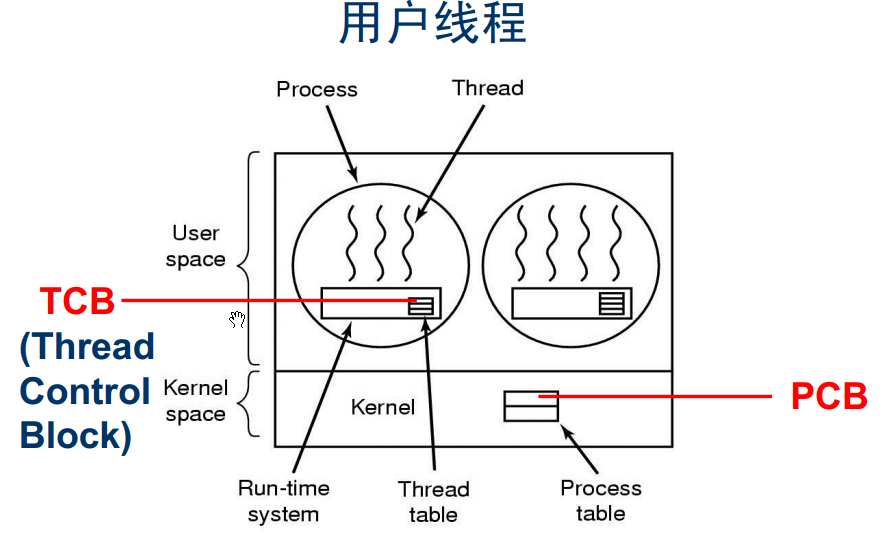 用户线程
Process
Thread
User
space
TCB
(Thread
Control
Block)
Kernel
space
Kernel
PCB
Run-time
system
Thread
table
Process
table